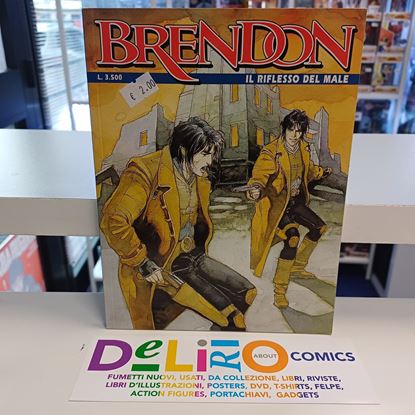 BRENDON
L. 3.500
IL RIFLESSO DEL MALE
€ 2.00
DeLiRiO ABOUT COMICS
FUMETTI NUOVI, USATI, DA COLLEZIONE, LIBRI, RIVISTE,
LIBRI D'ILLUSTRAZIONI, POSTERS, DVD, T-SHIRTS, FELPE,
ACTION FIGURES, PORTACHIAVI, GADGETS